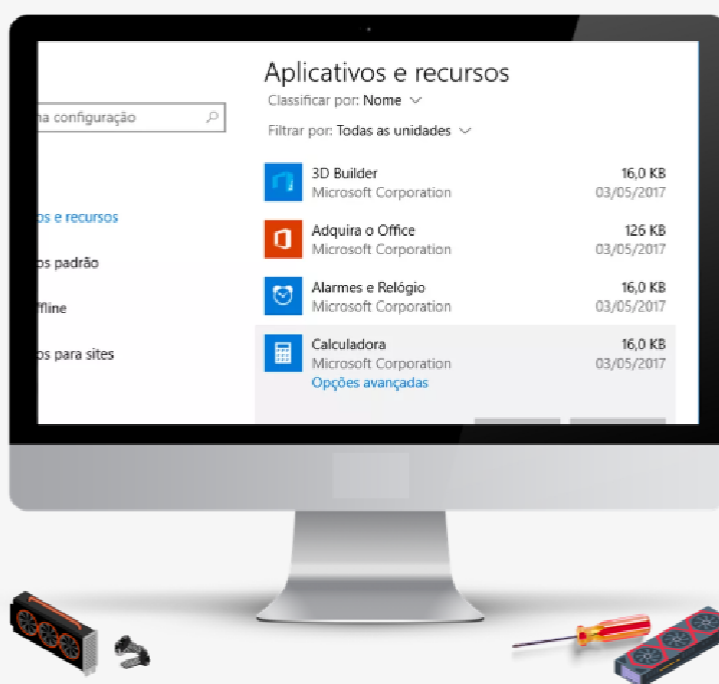 Aplicativos e recursos
Classificar por: Nome
na configuração
Filtrar por: Todas as unidades
3D Builder 16,0 KB
Microsoft Corporation 03/05/2017
os e recursos
Adquira o Office 126 KB
Microsoft Corporation 03/05/2017
os padrão
Alarmes e Relógio 16,0 KB
Microsoft Corporation 03/05/2017
ffline
Calculadora 16,0 KB
os para sites
Microsoft Corporation 03/05/2017
Opções avançadas